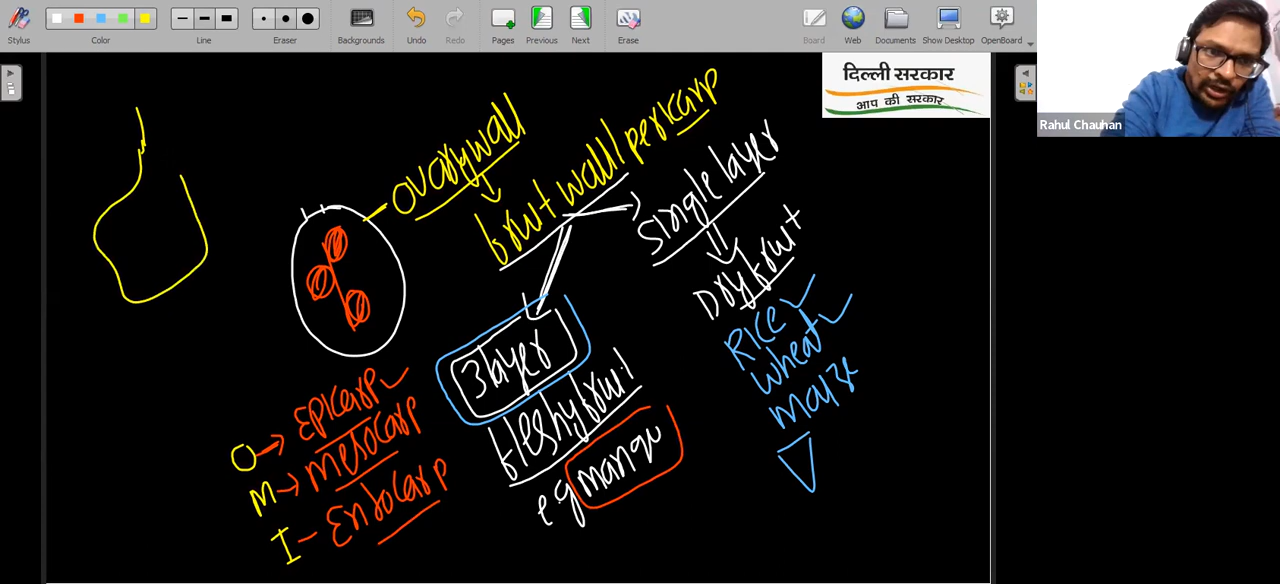 Stylus
Color
Line
Eraser
Backgrounds
Undo
Redo
Pages
Previous
Next
Erase
Board
Web
Documents
Show Desktop
OpenBoard
दिल्ली सरकार
आप की सरकार
Rahul Chauhan
ovary wall
fruit wall/pericarp
single layer
Dry fruit
Rice
Wheat
Maize
3 layer
fleshy fruit
eg mango
O → Epicarp
M → Mesocarp
I - Endocarp